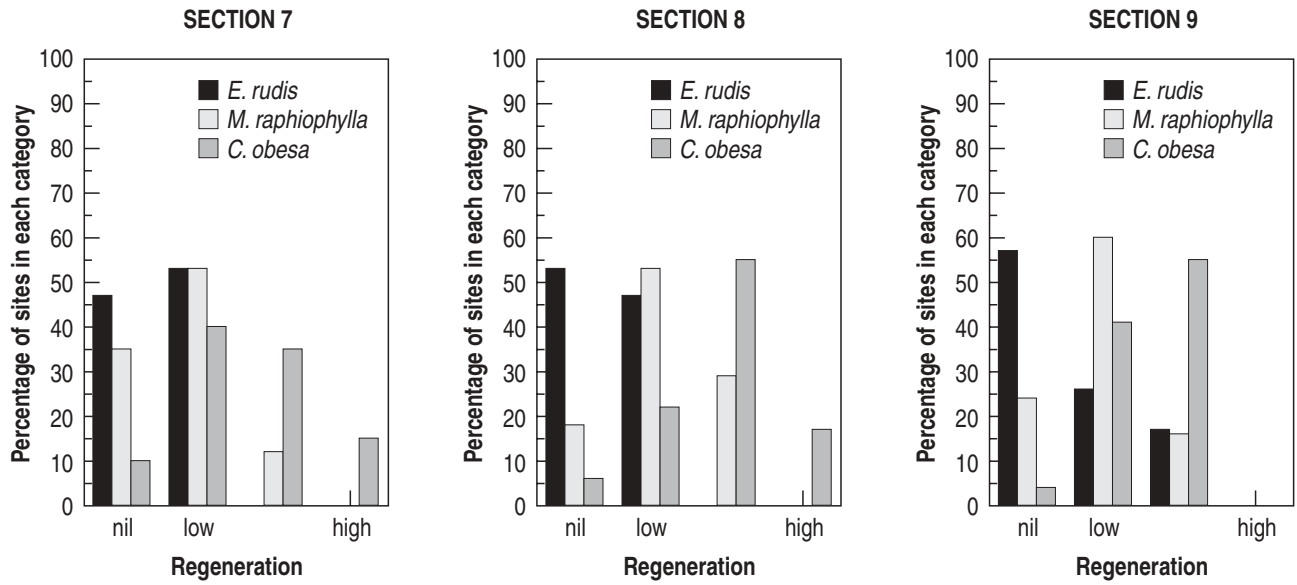 SECTION 7
Percentage of sites in each category
100
90
80
70
60
50
40
30
20
10
0
E. rudis
M. raphiophylla
C. obesa
nil low high
Regeneration
SECTION 8
Percentage of sites in each category
100
90
80
70
60
50
40
30
20
10
0
E. rudis
M. raphiophylla
C. obesa
nil low high
Regeneration
SECTION 9
Percentage of sites in each category
100
90
80
70
60
50
40
30
20
10
0
E. rudis
M. raphiophylla
C. obesa
nil low high
Regeneration